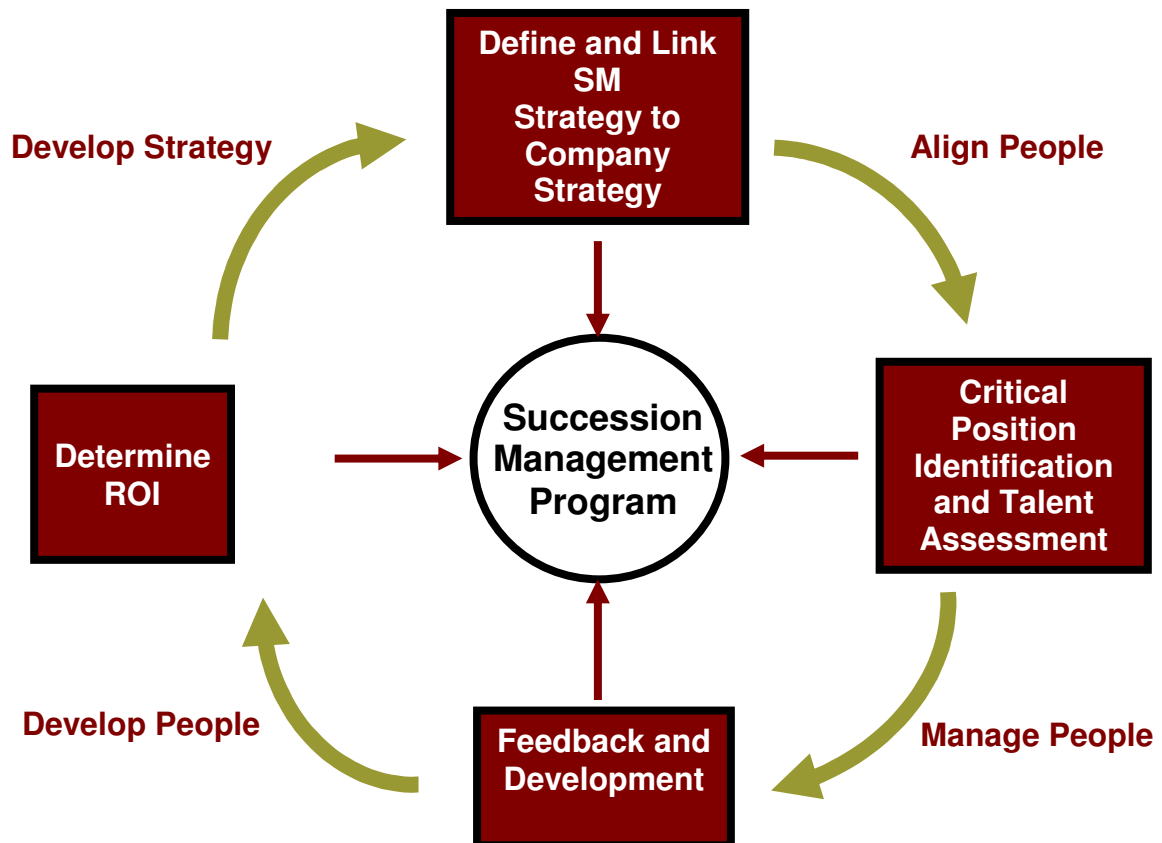 Define and Link
SM
Strategy to
Company
Strategy
Develop Strategy
Align People
Critical
Position
Identification
and Talent
Assessment
Succession
Management
Program
Determine
ROI
Develop People
Feedback and
Development
Manage People